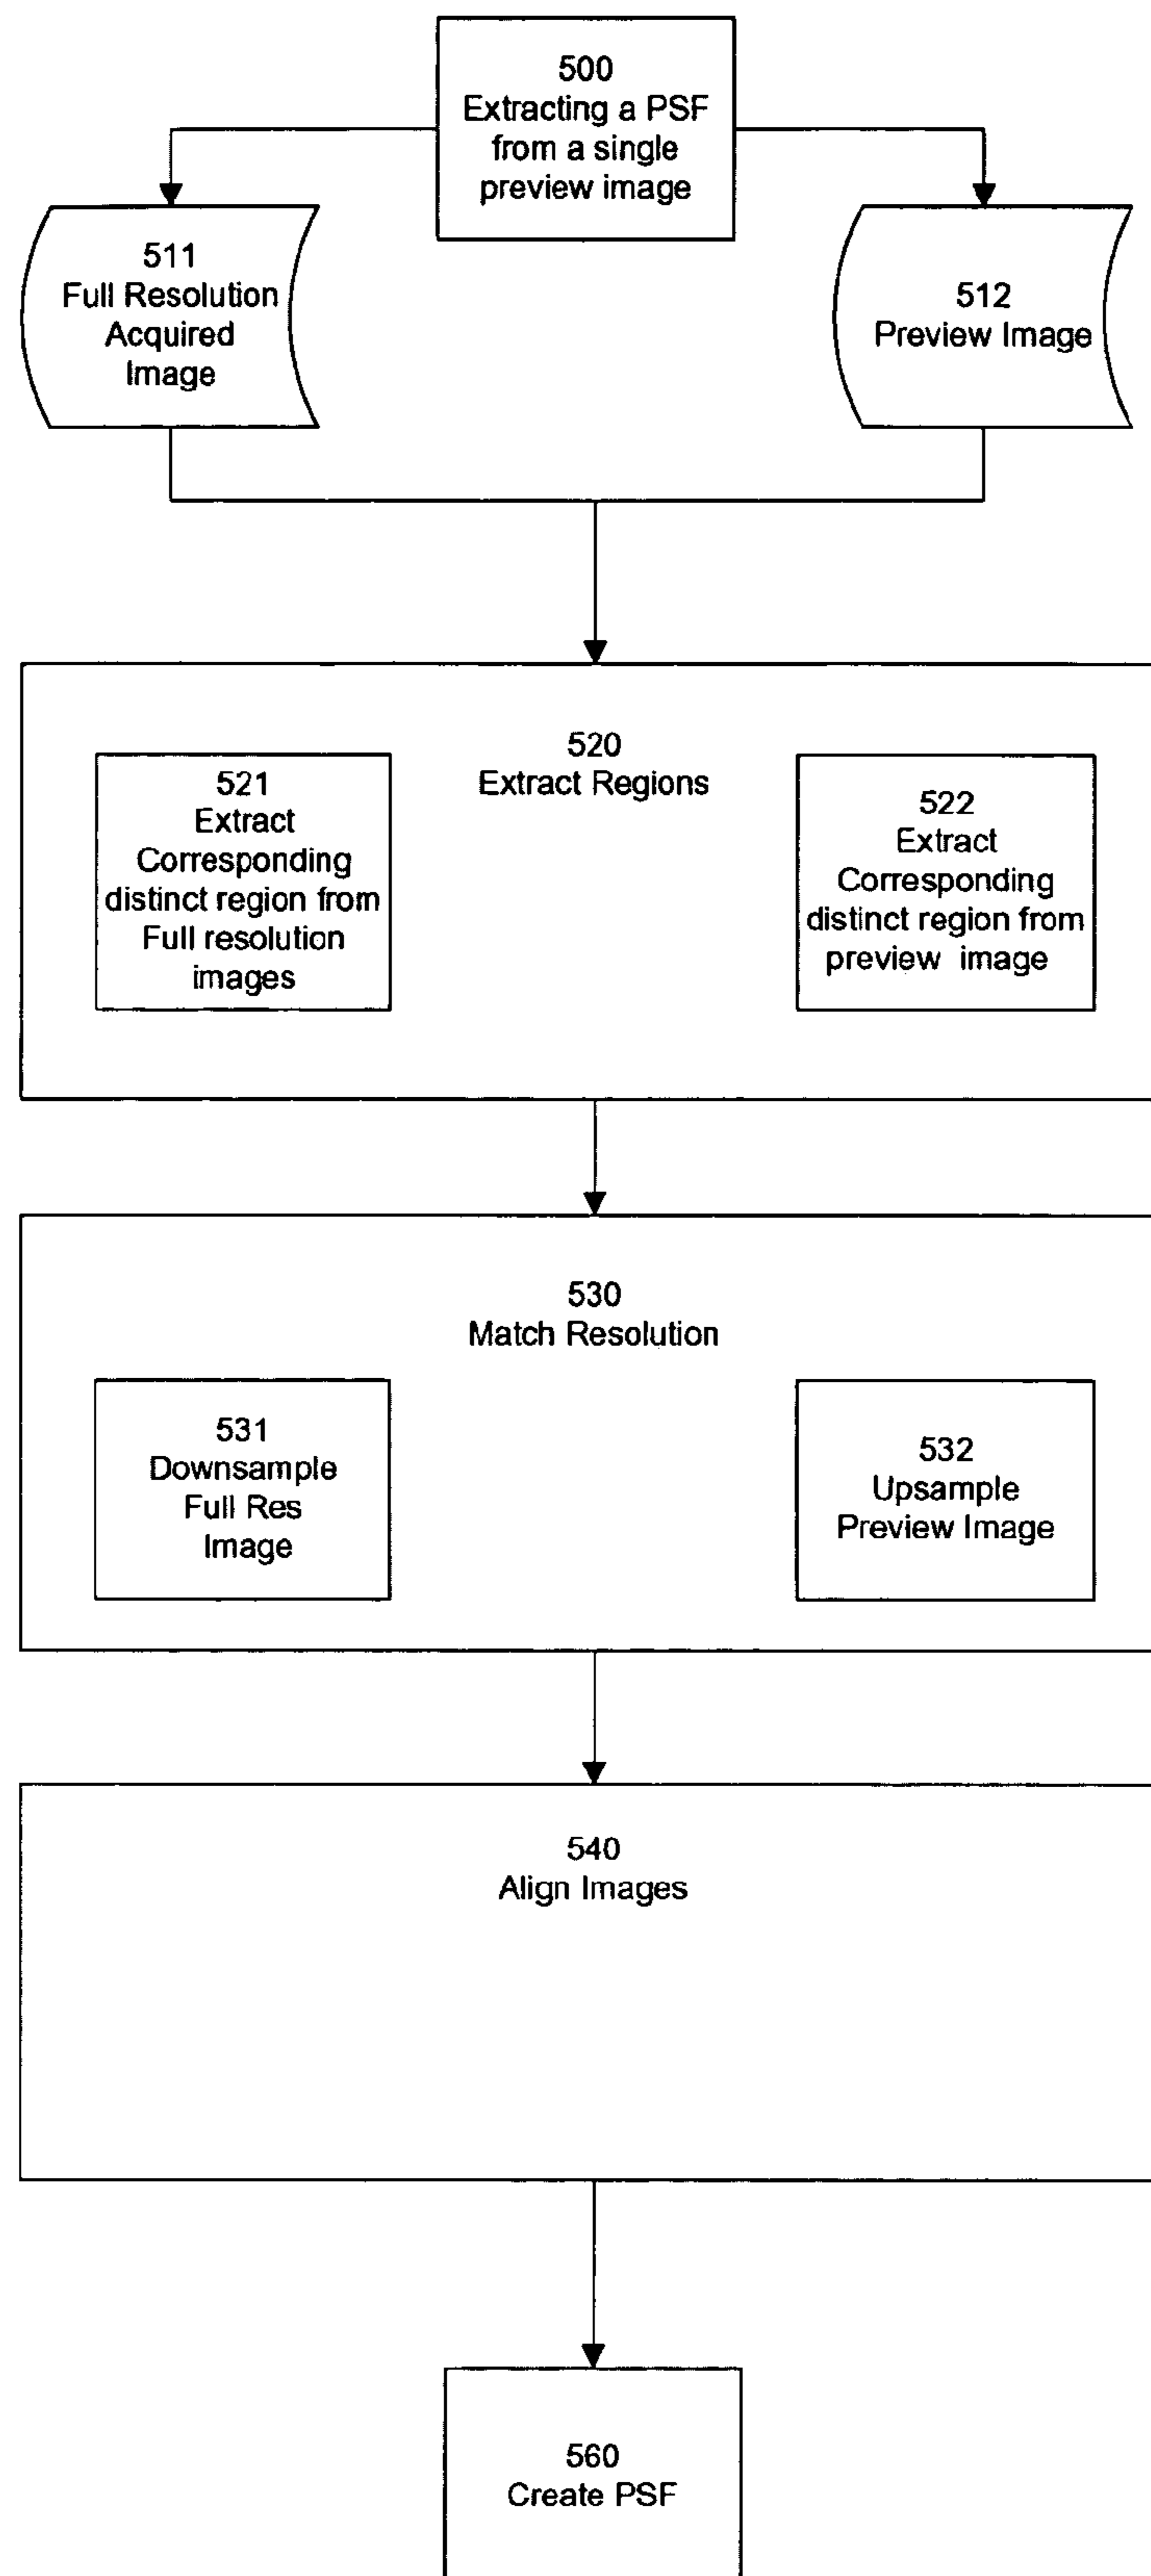 500
Extracting a PSF
from a single
preview image
511
Full Resolution
Acquired
Image
512
Preview Image
520
Extract Regions
521
Extract
Corresponding
distinct region from
Full resolution
images
522
Extract
Corresponding
distinct region from
preview image
530
Match Resolution
531
Downsample
Full Res
Image
532
Upsample
Preview Image
540
Align Images
560
Create PSF